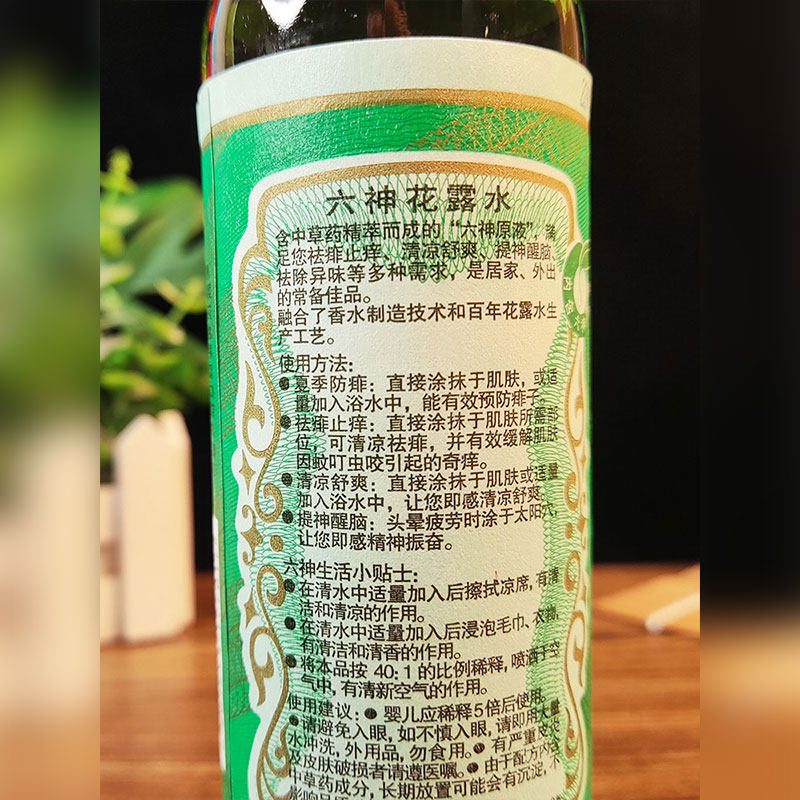 六神花露水
含中草药精萃而成的“六神原液”，满
足您祛痱止痒、清凉舒爽、提神醒脑、
祛除异味等多种需求，是居家、外出
的常备佳品。
融合了香水制造技术和百年花露水生
产工艺。
使用方法：
●夏季防痱：直接涂抹于肌肤，或适
量加入浴水中，能有效预防痱子。
●祛痱止痒：直接涂抹于肌肤所需部
位，可清凉祛痱，并有效缓解肌肤
因蚊叮虫咬引起的奇痒。
●清凉舒爽：直接涂抹于肌肤或适量
加入浴水中，让您即感清凉舒爽。
●提神醒脑：头晕疲劳时涂于太阳穴，
让您即感精神振奋。
六神生活小贴士：
●在清水中适量加入后擦拭凉席，有清
洁和清凉的作用。
●在清水中适量加入后浸泡毛巾、衣物，
有清洁和清香的作用。
●将本品按 40:1 的比例稀释，喷洒于空
气中，有清新空气的作用。
使用建议：●婴儿应稀释5倍后使用。
●请避免入眼，如不慎入眼，请即用大量
水冲洗，外用品，勿食用。●有严重皮炎
及皮肤破损者请遵医嘱。●由于配方内含
中草药成分，长期放置可能会有沉淀，不